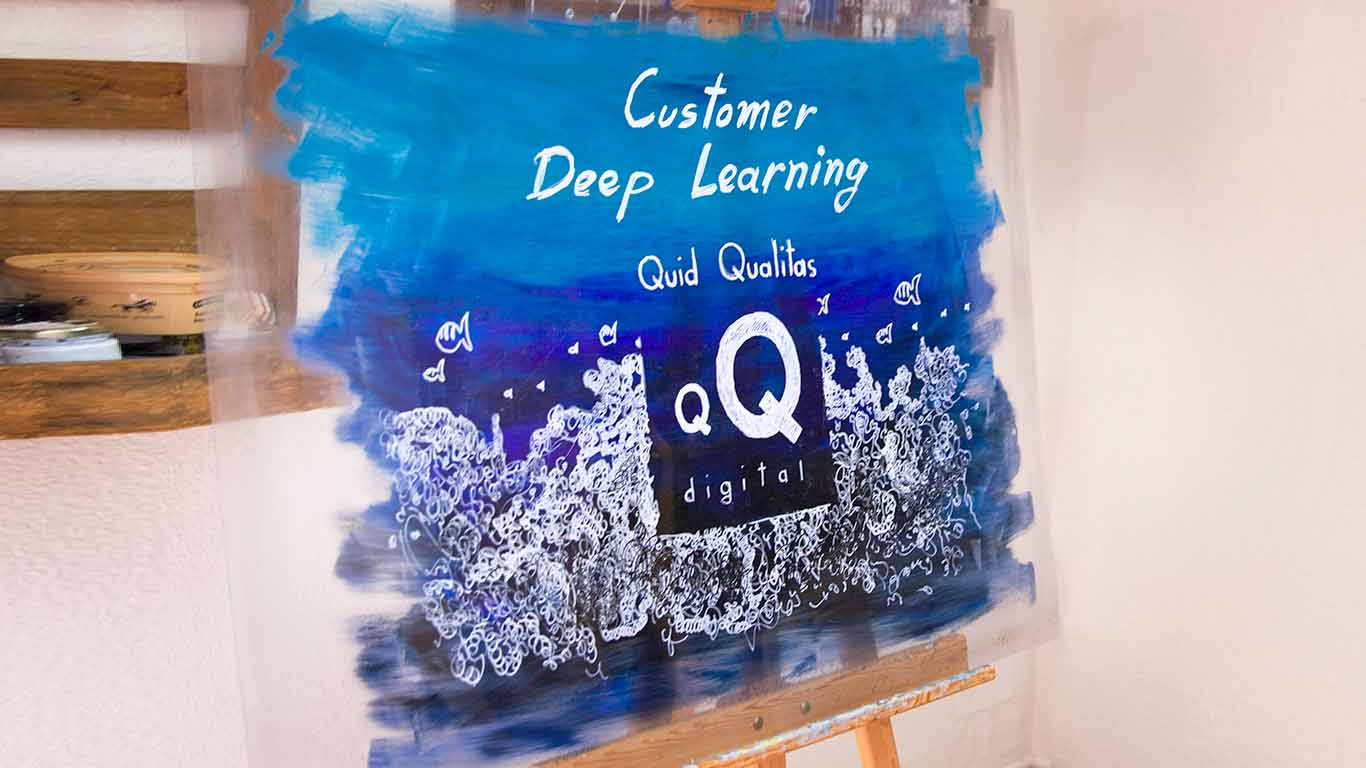 Customer
Deep Learning
Quid Qualitas
QQ
digital